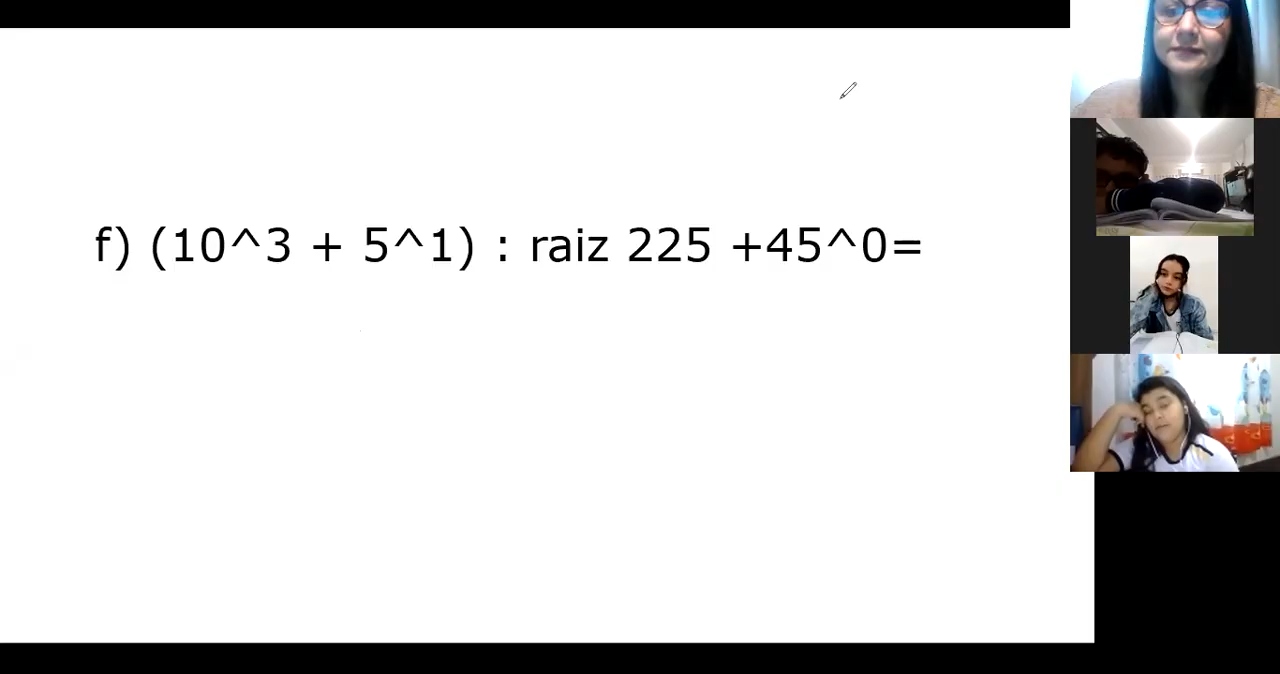 f) (10^3 + 5^1) : raiz 225 +45^0=